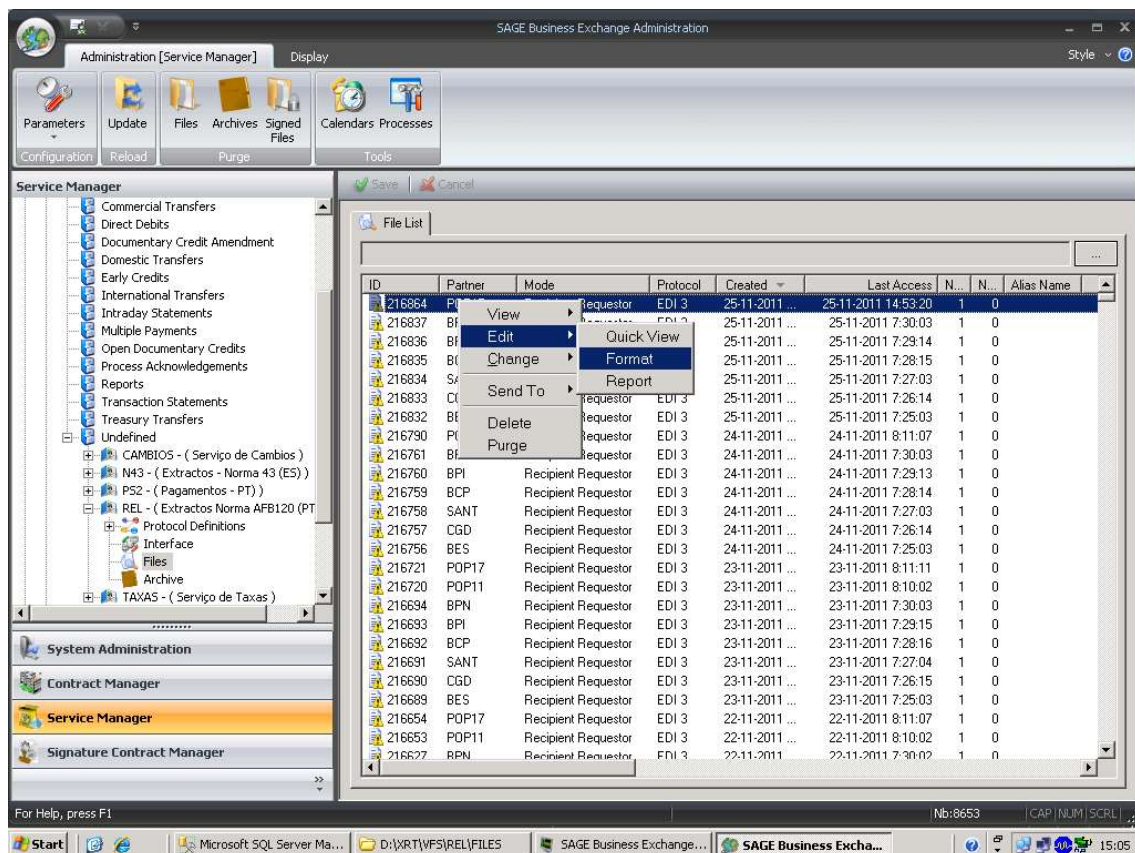 SAGE Business Exchange Administration
Administration [Service Manager] Display Style
Parameters Update Files Archives Signed Files Calendars Processes
Configuration Reload Purge Tools
Service Manager
Save Cancel
Commercial Transfers
Direct Debits
Documentary Credit Amendment
Domestic Transfers
Early Credits
International Transfers
Intraday Statements
Multiple Payments
Open Documentary Credits
Process Acknowledgements
Reports
Transaction Statements
Treasury Transfers
Undefined
CAMBIOS - ( Serviço de Cambios )
N43 - ( Extractos - Norma 43 (ES) )
PS2 - ( Pagamentos - PT) )
REL - ( Extractos Norma AFB120 (PT
Protocol Definitions
Interface
Files
Archive
TAXAS - ( Serviço de Taxas )
System Administration
Contract Manager
Service Manager
Signature Contract Manager
File List
...
ID Partner Mode Protocol Created Last Access N... N... Alias Name
216864 Requestor EDI 3 25-11-2011 ... 25-11-2011 14:53:20 1 0
216837 25-11-2011 ... 25-11-2011 7:30:03 1 0
216836 25-11-2011 ... 25-11-2011 7:29:14 1 0
216835 25-11-2011 ... 25-11-2011 7:28:15 1 0
216834 25-11-2011 ... 25-11-2011 7:27:03 1 0
216833 Requestor EDI 3 25-11-2011 ... 25-11-2011 7:26:14 1 0
216832 Requestor EDI 3 25-11-2011 ... 25-11-2011 7:25:03 1 0
216790 Requestor EDI 3 24-11-2011 ... 24-11-2011 8:11:07 1 0
216761 Requestor EDI 3 24-11-2011 ... 24-11-2011 7:30:03 1 0
216760 BPI Recipient Requestor EDI 3 24-11-2011 ... 24-11-2011 7:29:13 1 0
216759 BCP Recipient Requestor EDI 3 24-11-2011 ... 24-11-2011 7:28:14 1 0
216758 SANT Recipient Requestor EDI 3 24-11-2011 ... 24-11-2011 7:27:03 1 0
216757 CGD Recipient Requestor EDI 3 24-11-2011 ... 24-11-2011 7:26:14 1 0
216756 BES Recipient Requestor EDI 3 24-11-2011 ... 24-11-2011 7:25:03 1 0
216721 POP17 Recipient Requestor EDI 3 23-11-2011 ... 23-11-2011 8:11:11 1 0
216720 POP11 Recipient Requestor EDI 3 23-11-2011 ... 23-11-2011 8:10:02 1 0
216694 BPN Recipient Requestor EDI 3 23-11-2011 ... 23-11-2011 7:30:03 1 0
216693 BPI Recipient Requestor EDI 3 23-11-2011 ... 23-11-2011 7:29:15 1 0
216692 BCP Recipient Requestor EDI 3 23-11-2011 ... 23-11-2011 7:28:16 1 0
216691 SANT Recipient Requestor EDI 3 23-11-2011 ... 23-11-2011 7:27:04 1 0
216690 CGD Recipient Requestor EDI 3 23-11-2011 ... 23-11-2011 7:26:15 1 0
216689 BES Recipient Requestor EDI 3 23-11-2011 ... 23-11-2011 7:25:03 1 0
216654 POP17 Recipient Requestor EDI 3 22-11-2011 ... 22-11-2011 8:11:07 1 0
216653 POP11 Recipient Requestor EDI 3 22-11-2011 ... 22-11-2011 8:10:02 1 0
216627 BPN Recipient Requestor EDI 3 22-11-2011 ... 22-11-2011 7:30:02 1 0
View
Edit
Change
Send To
Delete
Purge
Quick View
Format
Report
For Help, press F1 Nb:8653 CAP NUM SCRL
Start Microsoft SQL Server Ma... D:\XRT\VFS\REL\FILES SAGE Business Exchange... SAGE Business Excha... 15:05